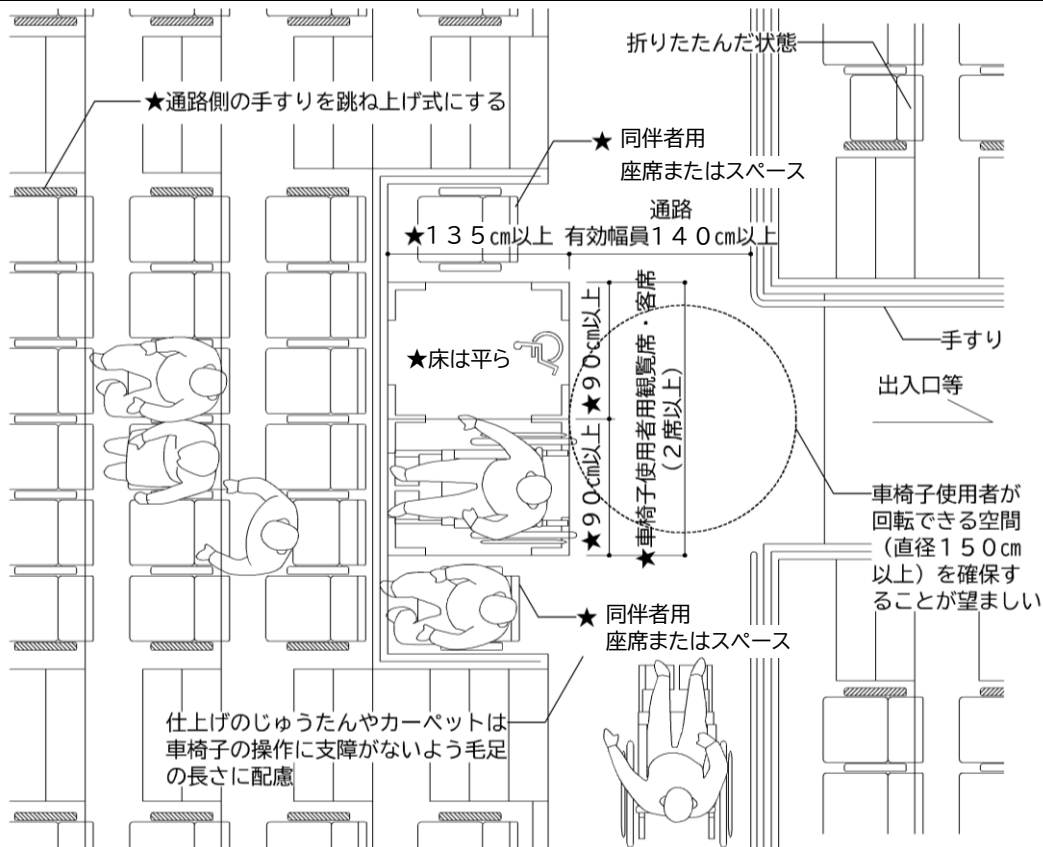 折りたたんだ状態
★通路側の手すりを跳ね上げ式にする
★ 同伴者用
座席またはスペース
通路
★１３５㎝以上 有効幅員１４０㎝以上
★９０㎝以上
★９０㎝以上
★車椅子使用者用観覧席・客席
（２席以上）
★床は平ら
手すり
出入口等
車椅子使用者が
回転できる空間
（直径１５０㎝
以上）を確保す
ることが望ましい
★ 同伴者用
座席またはスペース
仕上げのじゅうたんやカーペットは
車椅子の操作に支障がないよう毛足
の長さに配慮